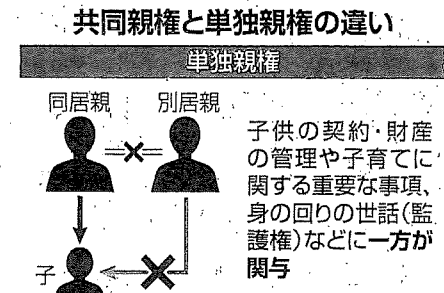 共同親権と単独親権の違い
単独親権
同居親
別居親
子供の契約・財産
の管理や子育てに
関する重要な事項、
身の回りの世話(監
護権)などに一方が
関与
子